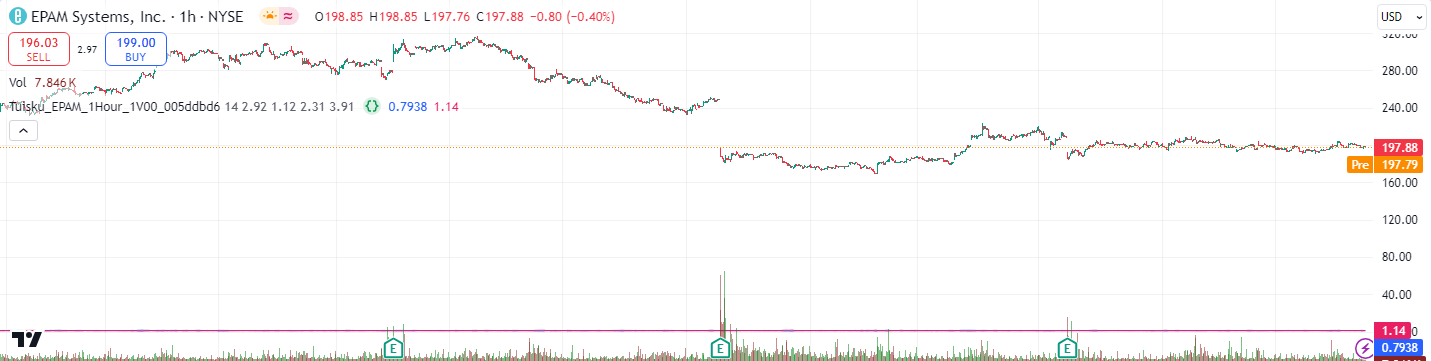 EPAM Systems, Inc. · 1h · NYSE O198.85 H198.85 L197.76 C197.88 −0.80 (−0.40%)
USD
196.03 SELL 2.97 199.00 BUY
320.00
Vol 7.846K
280.00
14 2.92 1.12 2.31 3.91 0.7938 1.14
240.00
197.88
Pre 197.79
160.00
120.00
80.00
40.00
1.14
0.7938
E E E